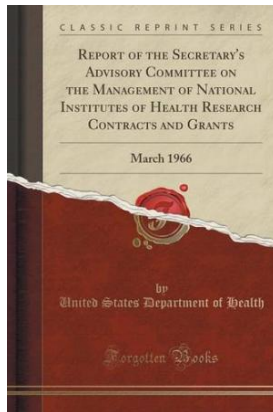 CLASSIC REPRINT SERIES
REPORT OF THE SECRETARY'S
ADVISORY COMMITTEE ON
THE MANAGEMENT OF NATIONAL
INSTITUTES OF HEALTH RESEARCH
CONTRACTS AND GRANTS
MARCH 1966
by
United States Department of Health
Forgotten Books